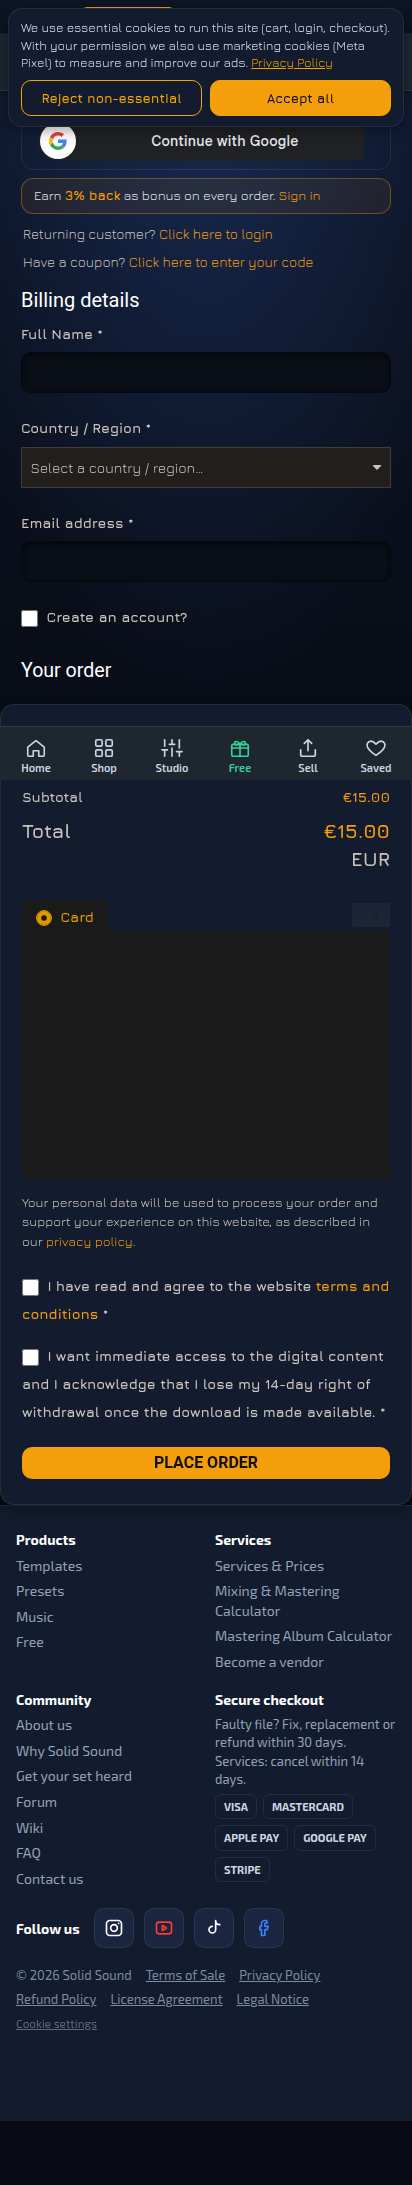 We use essential cookies to run this site (cart, login, checkout).
With your permission we also use marketing cookies (Meta
Pixel) to measure and improve our ads. Privacy Policy
Reject non-essential
Accept all
Continue with Google
Earn 3% back as bonus on every order. Sign in
Returning customer? Click here to login
Have a coupon? Click here to enter your code
Billing details
Full Name *
Country / Region *
Select a country / region...
Email address *
Create an account?
Your order
Home
Shop
Studio
Free
Sell
Saved
Subtotal
€15.00
Total
€15.00
EUR
Card
Your personal data will be used to process your order and
support your experience on this website, as described in
our privacy policy.
I have read and agree to the website terms and
conditions *
I want immediate access to the digital content
and I acknowledge that I lose my 14-day right of
withdrawal once the download is made available. *
PLACE ORDER
Products
Templates
Presets
Music
Free
Services
Services & Prices
Mixing & Mastering
Calculator
Mastering Album Calculator
Become a vendor
Community
About us
Why Solid Sound
Get your set heard
Forum
Wiki
FAQ
Contact us
Secure checkout
Faulty file? Fix, replacement or
refund within 30 days.
Services: cancel within 14
days.
VISA
MASTERCARD
APPLE PAY
GOOGLE PAY
STRIPE
Follow us
© 2026 Solid Sound
Terms of Sale
Privacy Policy
Refund Policy
License Agreement
Legal Notice
Cookie settings